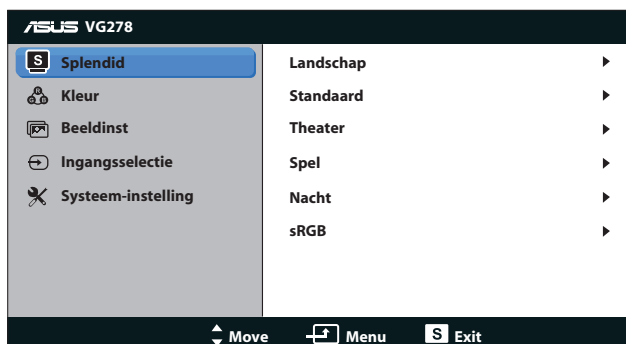 ASUS VG278
S Splendid
Kleur
Beeldinst
Ingangsselectie
Systeem-instelling
Landschap
Standaard
Theater
Spel
Nacht
sRGB
Move Menu S Exit